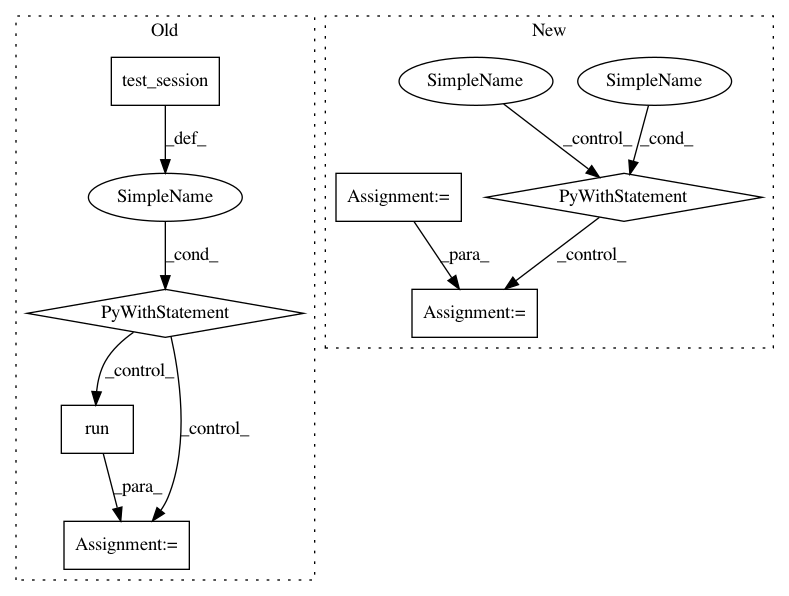 Old
test_session
_def_
SimpleName
_cond_
PyWithStatement
_control_
_control_
run
_para_
Assignment:=
New
SimpleName
SimpleName
_control_
_cond_
Assignment:=
PyWithStatement
_para_
_control_
Assignment:=